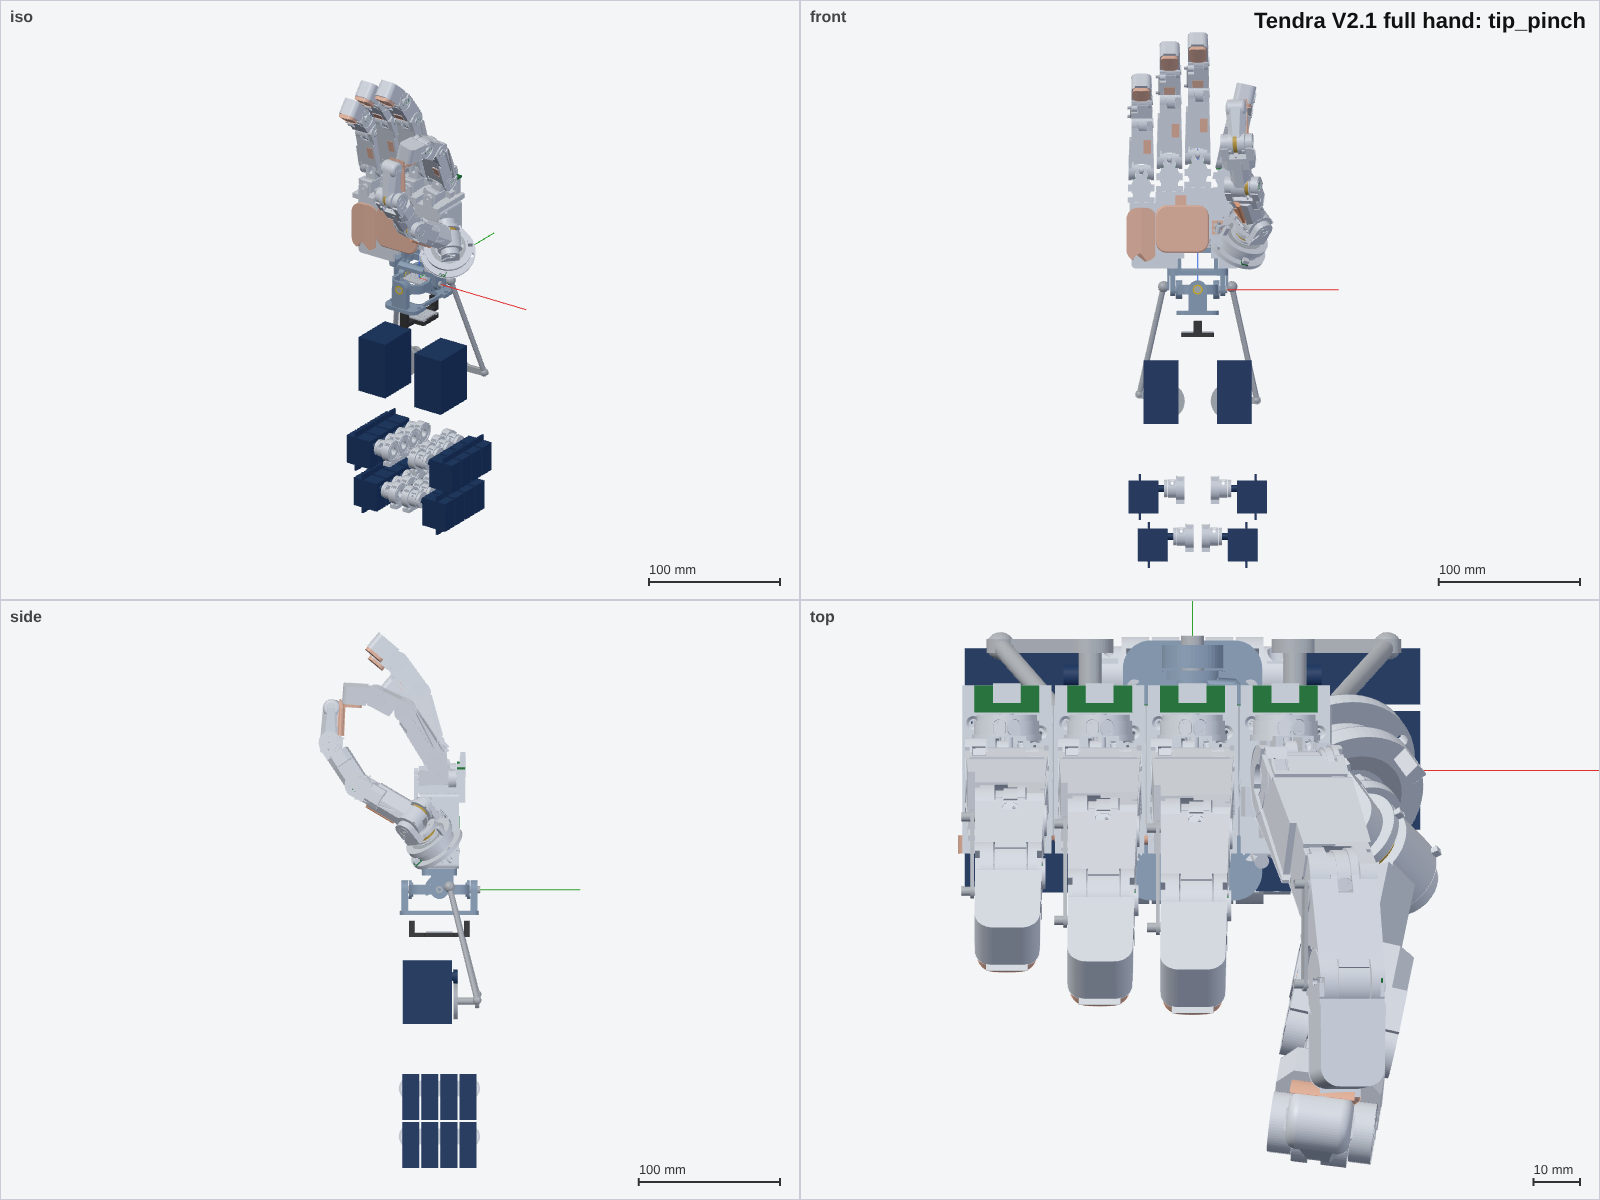 iso
front
Tendra V2.1 full hand: tip_pinch
100 mm
100 mm
side
top
100 mm
10 mm